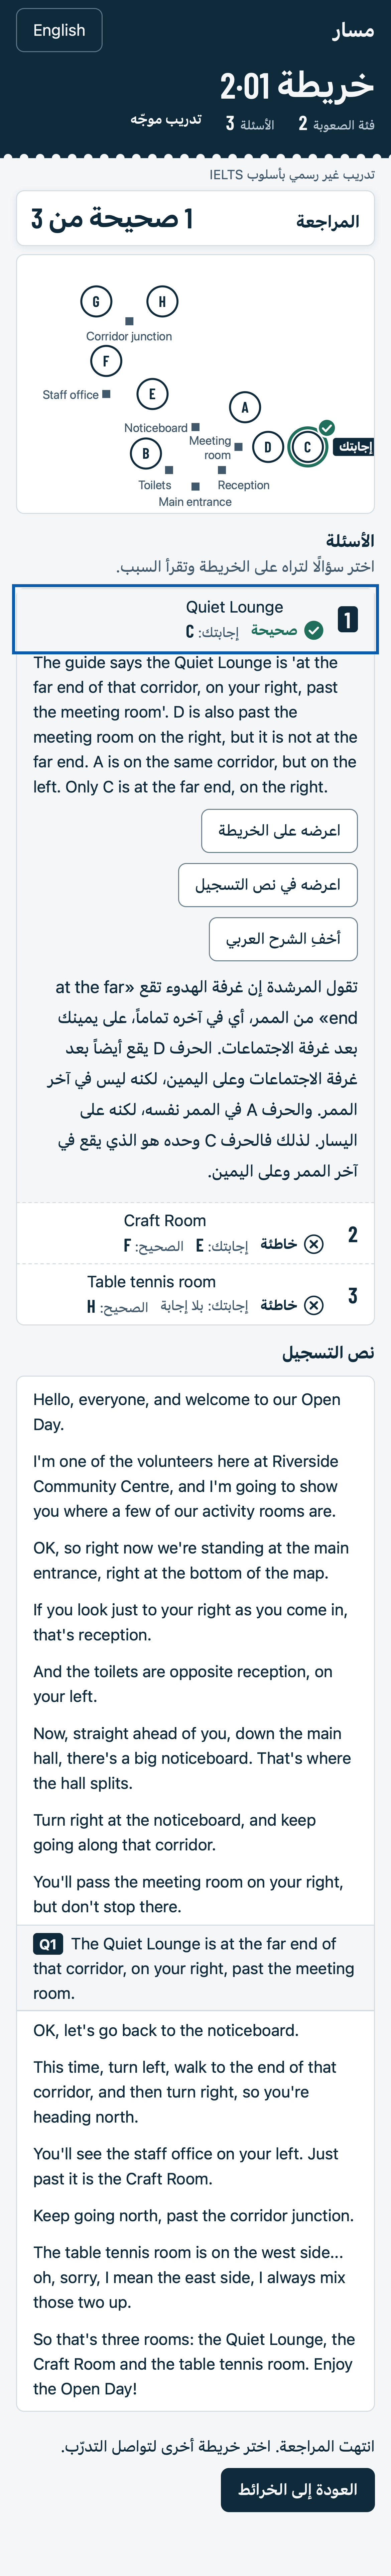 مسار
English
خريطة 2·01
فئة الصعوبة 2 الأسئلة 3 تدريب موجّه
تدريب غير رسمي بأسلوب IELTS
المراجعة
1 صحيحة من 3
G
H
Corridor junction
F
Staff office
E
A
Noticeboard
Meeting room
B
D
C
إجابتك
Toilets
Reception
Main entrance
الأسئلة
اختر سؤالًا لتراه على الخريطة وتقرأ السبب.
1
Quiet Lounge
صحيحة إجابتك: C
The guide says the Quiet Lounge is 'at the
far end of that corridor, on your right, past
the meeting room'. D is also past the
meeting room on the right, but it is not at the
far end. A is on the same corridor, but on the
left. Only C is at the far end, on the right.
اعرضه على الخريطة
اعرضه في نص التسجيل
أخفِ الشرح العربي
تقول المرشدة إن غرفة الهدوء تقع «at the far
end» من الممر، أي في آخره تماماً، على يمينك
بعد غرفة الاجتماعات. الحرف D يقع أيضاً بعد
غرفة الاجتماعات وعلى اليمين، لكنه ليس في آخر
الممر. والحرف A في الممر نفسه، لكنه على
اليسار. لذلك فالحرف C وحده هو الذي يقع في
آخر الممر وعلى اليمين.
2
Craft Room
خاطئة إجابتك: E الصحيح: F
3
Table tennis room
خاطئة إجابتك: بلا إجابة الصحيح: H
نص التسجيل
Hello, everyone, and welcome to our Open
Day.
I'm one of the volunteers here at Riverside
Community Centre, and I'm going to show
you where a few of our activity rooms are.
OK, so right now we're standing at the main
entrance, right at the bottom of the map.
If you look just to your right as you come in,
that's reception.
And the toilets are opposite reception, on
your left.
Now, straight ahead of you, down the main
hall, there's a big noticeboard. That's where
the hall splits.
Turn right at the noticeboard, and keep
going along that corridor.
You'll pass the meeting room on your right,
but don't stop there.
Q1 The Quiet Lounge is at the far end of
that corridor, on your right, past the meeting
room.
OK, let's go back to the noticeboard.
This time, turn left, walk to the end of that
corridor, and then turn right, so you're
heading north.
You'll see the staff office on your left. Just
past it is the Craft Room.
Keep going north, past the corridor junction.
The table tennis room is on the west side...
oh, sorry, I mean the east side, I always mix
those two up.
So that's three rooms: the Quiet Lounge, the
Craft Room and the table tennis room. Enjoy
the Open Day!
انتهت المراجعة. اختر خريطة أخرى لتواصل التدرّب.
العودة إلى الخرائط